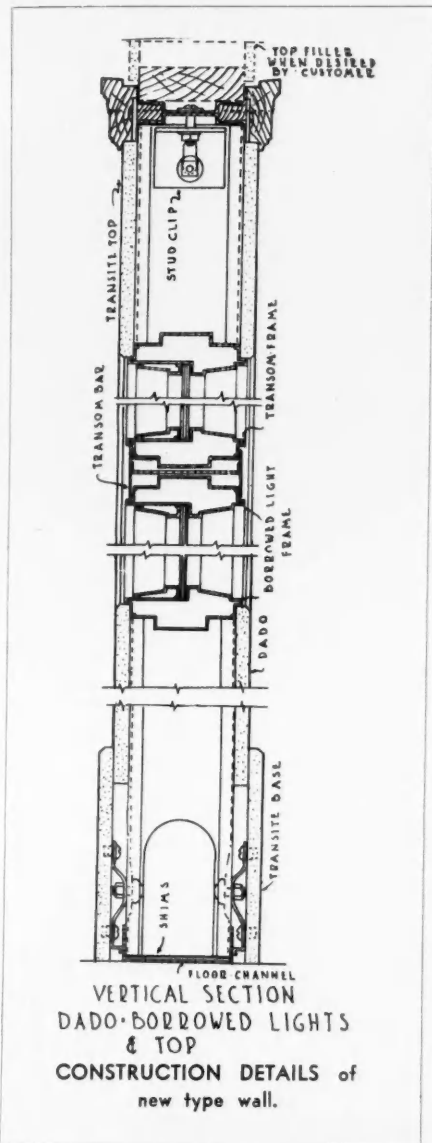 TOP FILLER
WHEN DESIRED
BY CUSTOMER
TRANSITE TOP
STUD CLIP
TRANSOM BAR
TRANSOM FRAME
BORROWED LIGHT
FRAME
DADO
TRANSITE BASE
SHIMS
FLOOR CHANNEL
VERTICAL SECTION
DADO·BORROWED LIGHTS
& TOP
CONSTRUCTION DETAILS of
new type wall.